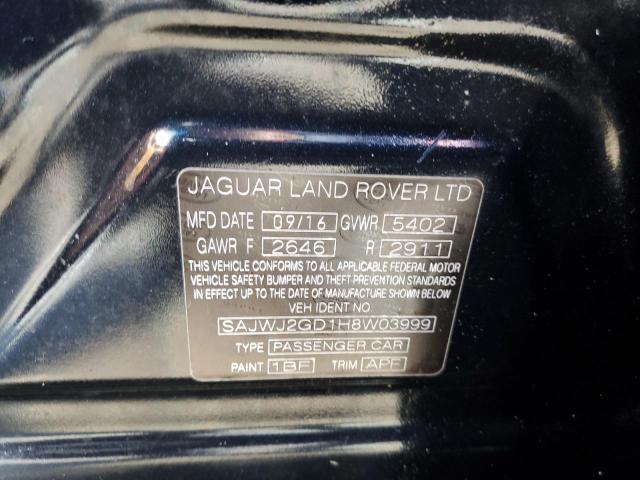 JAGUAR LAND ROVER LTD
MFD DATE 09/16 GVWR 5402
GAWR F 2646 R 2911
THIS VEHICLE CONFORMS TO ALL APPLICABLE FEDERAL MOTOR
VEHICLE SAFETY BUMPER AND THEFT PREVENTION STANDARDS
IN EFFECT UP TO THE DATE OF MANUFACTURE SHOWN BELOW
VEH IDENT NO.
SAJWJ2GD1H8W03999
TYPE PASSENGER CAR
PAINT 1BF TRIM APF